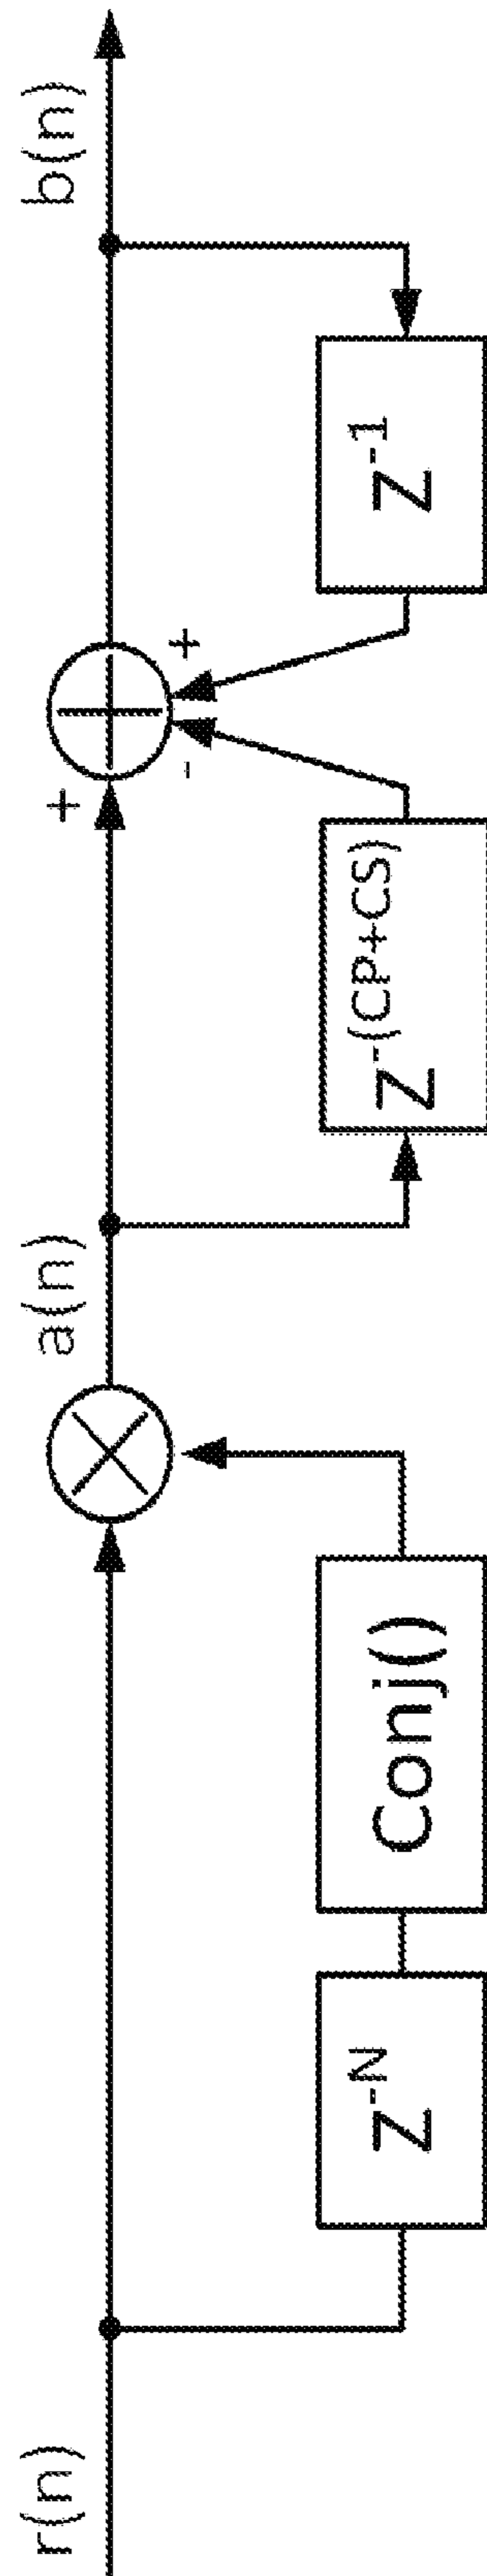 r(n)
Z^-N
Conj()
a(n)
Z^-(CP+CS)
+
-
+
Z^-1
b(n)